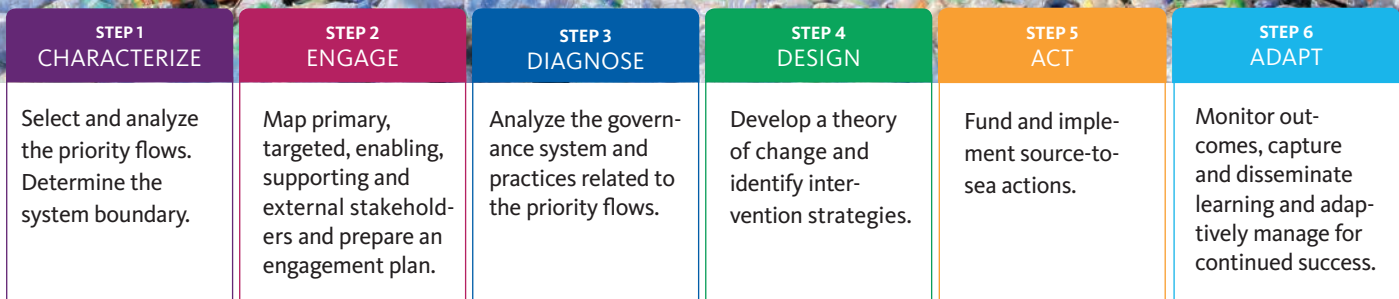 STEP 1
CHARACTERIZE
Select and analyze
the priority flows.
Determine the
system boundary.
STEP 2
ENGAGE
Map primary,
targeted, enabling,
supporting and
external stakehold-
ers and prepare an
engagement plan.
STEP 3
DIAGNOSE
Analyze the govern-
ance system and
practices related to
the priority flows.
STEP 4
DESIGN
Develop a theory
of change and
identify inter-
vention strategies.
STEP 5
ACT
Fund and imple-
ment source-to-
sea actions.
STEP 6
ADAPT
Monitor out-
comes, capture
and disseminate
learning and adap-
tively manage for
continued success.